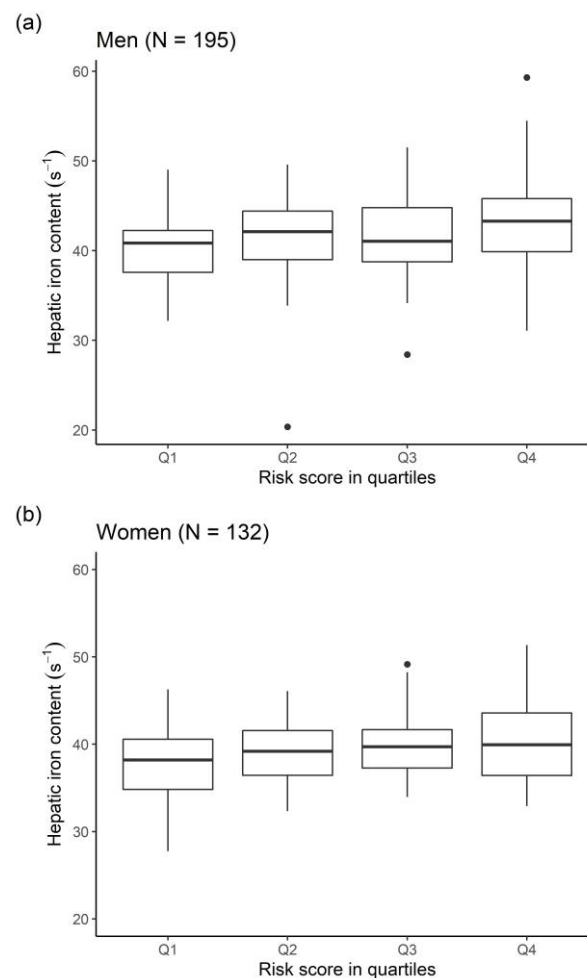 (a)
Men (N = 195)
Hepatic iron content (s⁻¹)
60
50
40
30
20
Q1 Q2 Q3 Q4
Risk score in quartiles
(b)
Women (N = 132)
Hepatic iron content (s⁻¹)
60
50
40
30
20
Q1 Q2 Q3 Q4
Risk score in quartiles